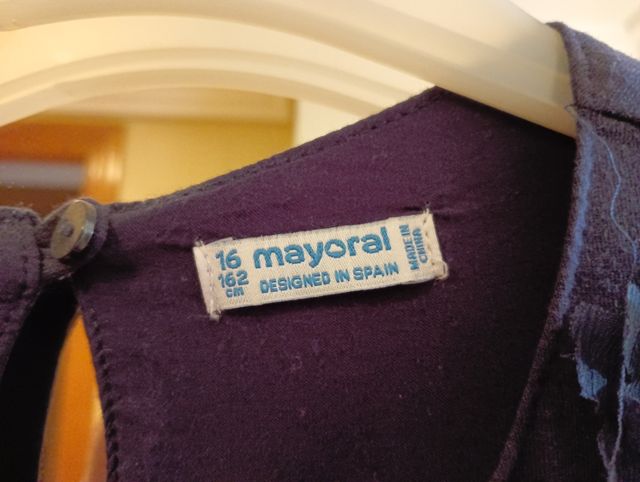 16
162
cm
mayoral
DESIGNED IN SPAIN
MADE IN
CHINA